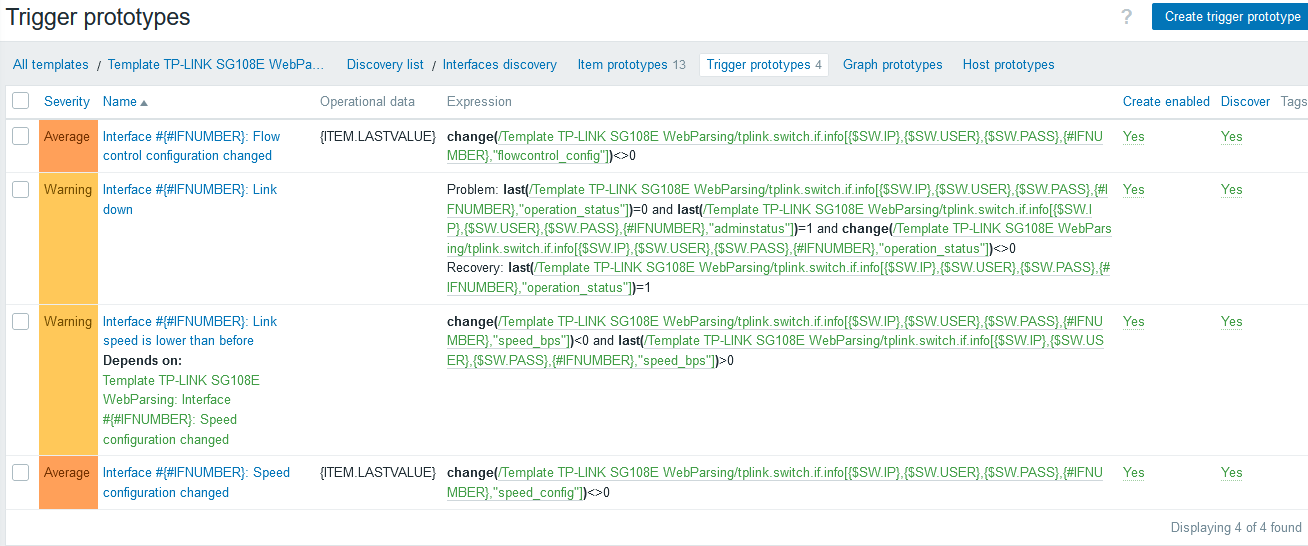 Trigger prototypes
?
Create trigger prototype
All templates / Template TP-LINK SG108E WebPa... Discovery list / Interfaces discovery Item prototypes 13 Trigger prototypes 4 Graph prototypes Host prototypes
Severity Name Operational data Expression Create enabled Discover Tags
Average
Interface #{#IFNUMBER}: Flow
control configuration changed
{ITEM.LASTVALUE}
change(/Template TP-LINK SG108E WebParsing/tplink.switch.if.info[{$SW.IP},{$SW.USER},{$SW.PASS},{#IFNU
MBER},"flowcontrol_config"])<>0
Yes
Yes
Warning
Interface #{#IFNUMBER}: Link
down
Problem: last(/Template TP-LINK SG108E WebParsing/tplink.switch.if.info[{$SW.IP},{$SW.USER},{$SW.PASS},{#I
FNUMBER},"operation_status"])=0 and last(/Template TP-LINK SG108E WebParsing/tplink.switch.if.info[{$SW.I
P},{$SW.USER},{$SW.PASS},{#IFNUMBER},"adminstatus"])=1 and change(/Template TP-LINK SG108E WebPars
ing/tplink.switch.if.info[{$SW.IP},{$SW.USER},{$SW.PASS},{#IFNUMBER},"operation_status"])<>0
Recovery: last(/Template TP-LINK SG108E WebParsing/tplink.switch.if.info[{$SW.IP},{$SW.USER},{$SW.PASS},{#
IFNUMBER},"operation_status"])=1
Yes
Yes
Warning
Interface #{#IFNUMBER}: Link
speed is lower than before
Depends on:
Template TP-LINK SG108E
WebParsing: Interface
#{#IFNUMBER}: Speed
configuration changed
change(/Template TP-LINK SG108E WebParsing/tplink.switch.if.info[{$SW.IP},{$SW.USER},{$SW.PASS},{#IFNU
MBER},"speed_bps"])<0 and last(/Template TP-LINK SG108E WebParsing/tplink.switch.if.info[{$SW.IP},{$SW.US
ER},{$SW.PASS},{#IFNUMBER},"speed_bps"])>0
Yes
Yes
Average
Interface #{#IFNUMBER}: Speed
configuration changed
{ITEM.LASTVALUE}
change(/Template TP-LINK SG108E WebParsing/tplink.switch.if.info[{$SW.IP},{$SW.USER},{$SW.PASS},{#IFNU
MBER},"speed_config"])<>0
Yes
Yes
Displaying 4 of 4 found